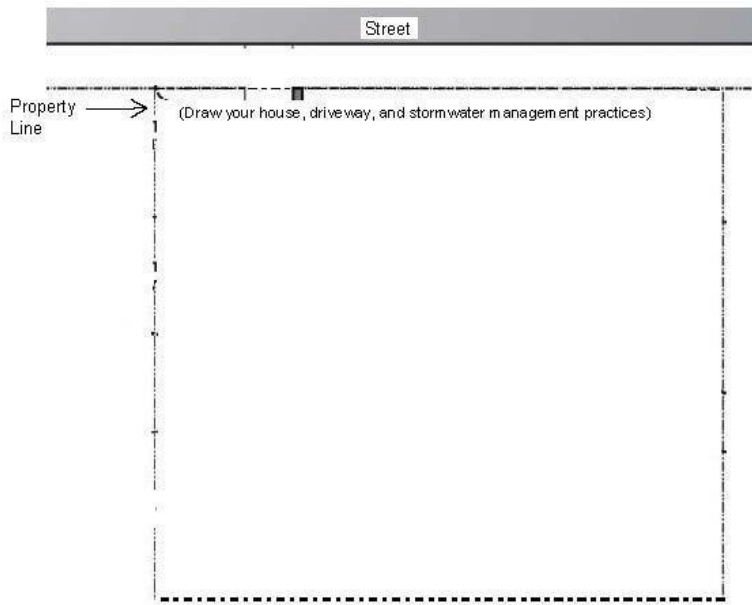 Street
Property
Line
(Draw your house, driveway, and stormwater management practices)